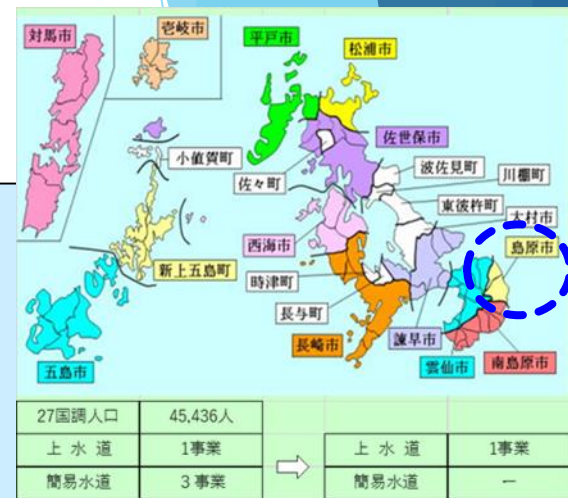 対馬市
壱岐市
平戸市
松浦市
小値賀町
佐世保市
佐々町
波佐見町
川棚町
東彼杵町
大村市
西海市
島原市
新上五島町
時津町
長与町
長崎市
諫早市
南島原市
雲仙市
五島市
27国調人口 45,436人
上 水 道 1事業 上 水 道 1事業
簡易水道 3 事業 簡易水道 ー